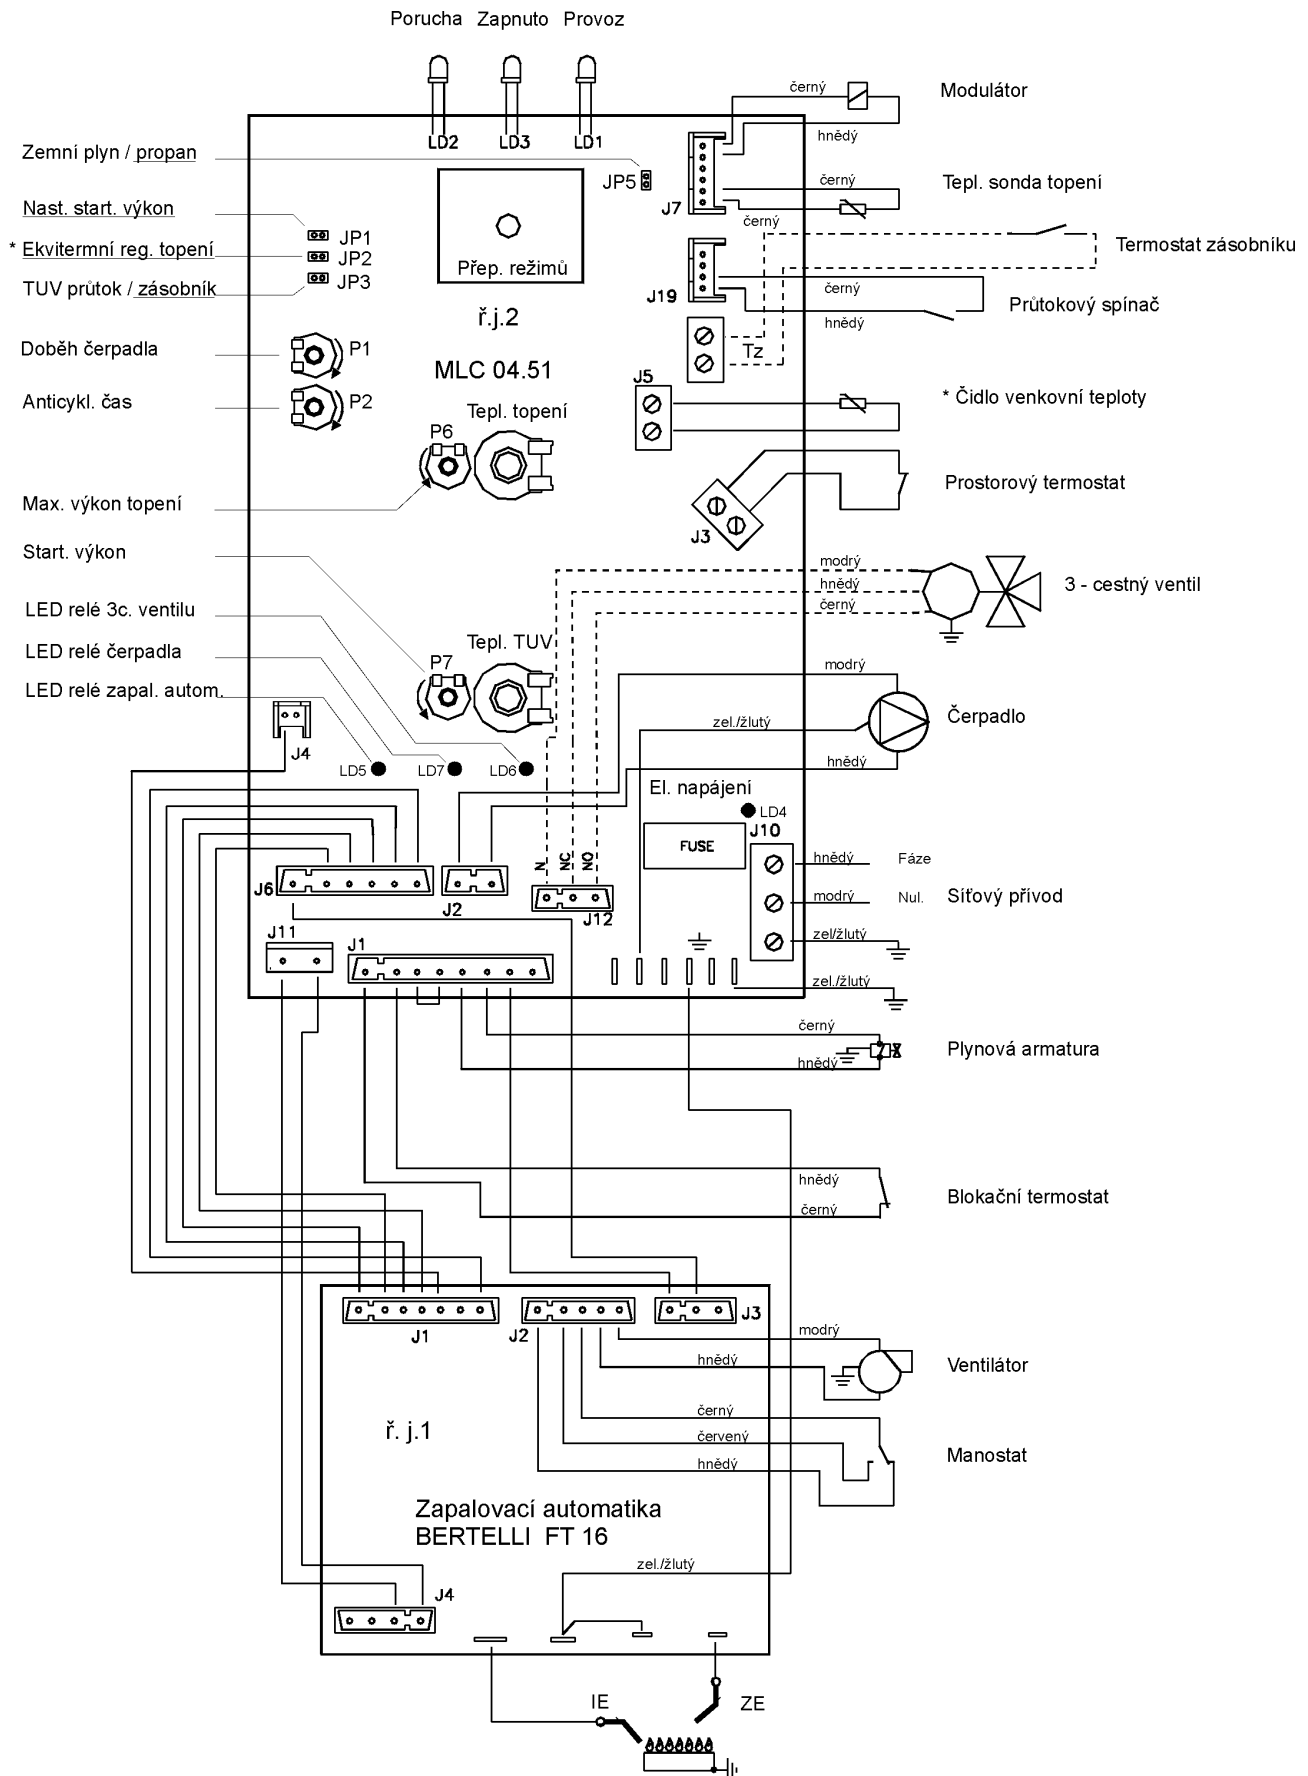 Porucha Zapnuto Provoz
černý
Modulátor
hnědý
LD2 LD3 LD1
Zemní plyn / propan
JP5
černý
Tepl. sonda topení
J7
Nast. start. výkon
JP1
černý
* Ekvitermní reg. topení
JP2
Termostat zásobníku
Přep. režimů
TUV průtok / zásobník
JP3
J19
černý
Průtokový spínač
ř.j.2
hnědý
Doběh čerpadla
P1
Tz
MLC 04.51
J5
Anticykl. čas
P2
* Čidlo venkovní teploty
Tepl. topení
P6
Max. výkon topení
Prostorový termostat
J3
Start. výkon
modrý
hnědý
3 - cestný ventil
černý
LED relé 3c. ventilu
Tepl. TUV
LED relé čerpadla
P7
modrý
LED relé zapal. autom.
zel./žlutý
Čerpadlo
J4
hnědý
LD5 LD7 LD6
El. napájení
LD4
J10
FUSE
hnědý
Fáze
N NC NO
J6
J2
J12
modrý
Nul.
Síťový přívod
J11
J1
zel/žlutý
zel./žlutý
černý
Plynová armatura
hnědý
hnědý
Blokační termostat
černý
J1
J2
J3
modrý
hnědý
Ventilátor
černý
ř. j.1
červený
Manostat
hnědý
Zapalovací automatika
BERTELLI FT 16
zel./žlutý
J4
IE
ZE